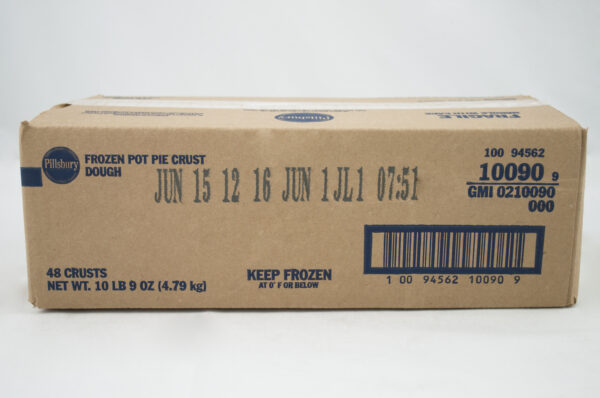 Pillsbury
FRAGILE
Pillsbury
FROZEN POT PIE CRUST
DOUGH
JUN 15 12 16 JUN 1JL1 07:51
100 94562
10090 9
GMI 0210090
000
48 CRUSTS
NET WT. 10 LB 9 OZ (4.79 kg)
KEEP FROZEN
AT 0° F OR BELOW
1 00 94562 10090 9